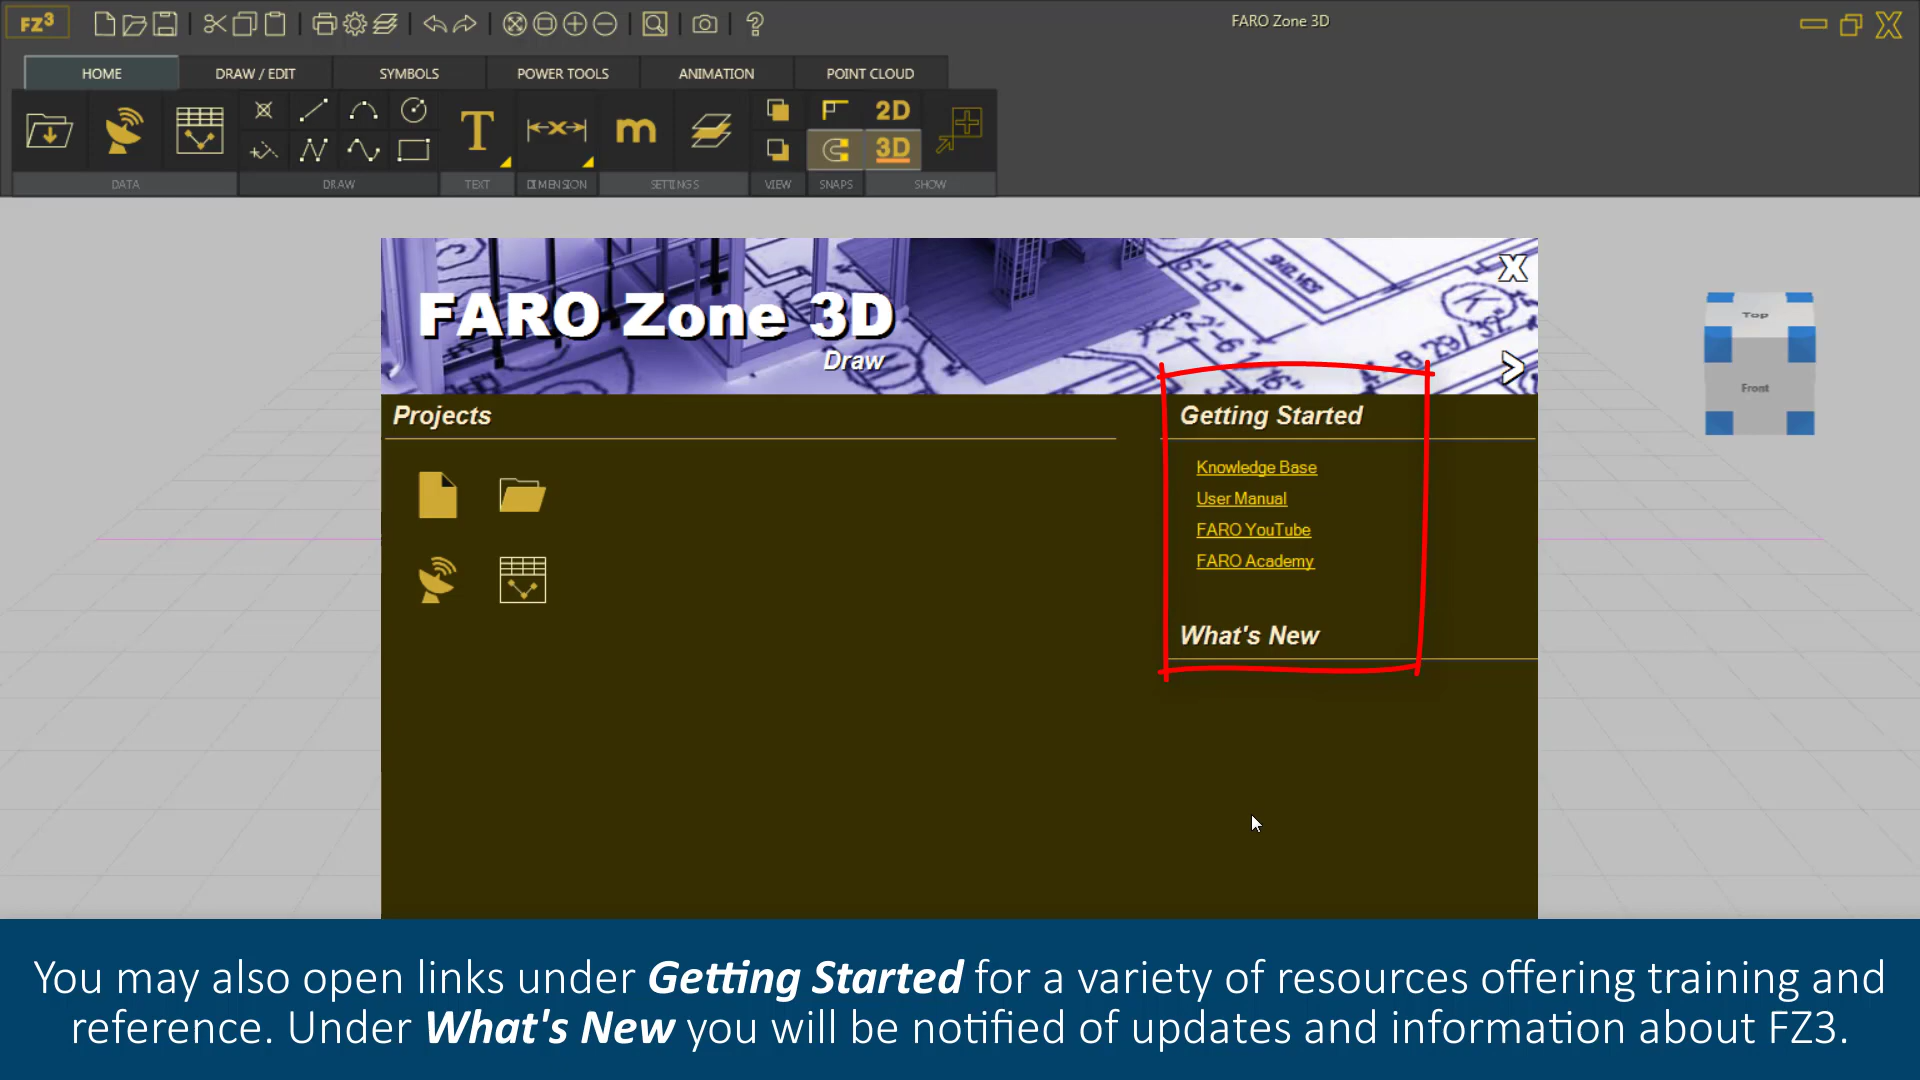 FZ3
FARO Zone 3D
HOME
DRAW / EDIT
SYMBOLS
POWER TOOLS
ANIMATION
POINT CLOUD
T
m
2D
3D
DATA
DRAW
TEXT
DIMENSION
SETTINGS
VIEW
SNAPS
SHOW
SHELVES
K
FARO Zone 3D
Draw
X
>
Top
Front
Projects
Getting Started
Knowledge Base
User Manual
FARO YouTube
FARO Academy
What's New
You may also open links under Getting Started for a variety of resources offering training and
reference. Under What's New you will be notified of updates and information about FZ3.